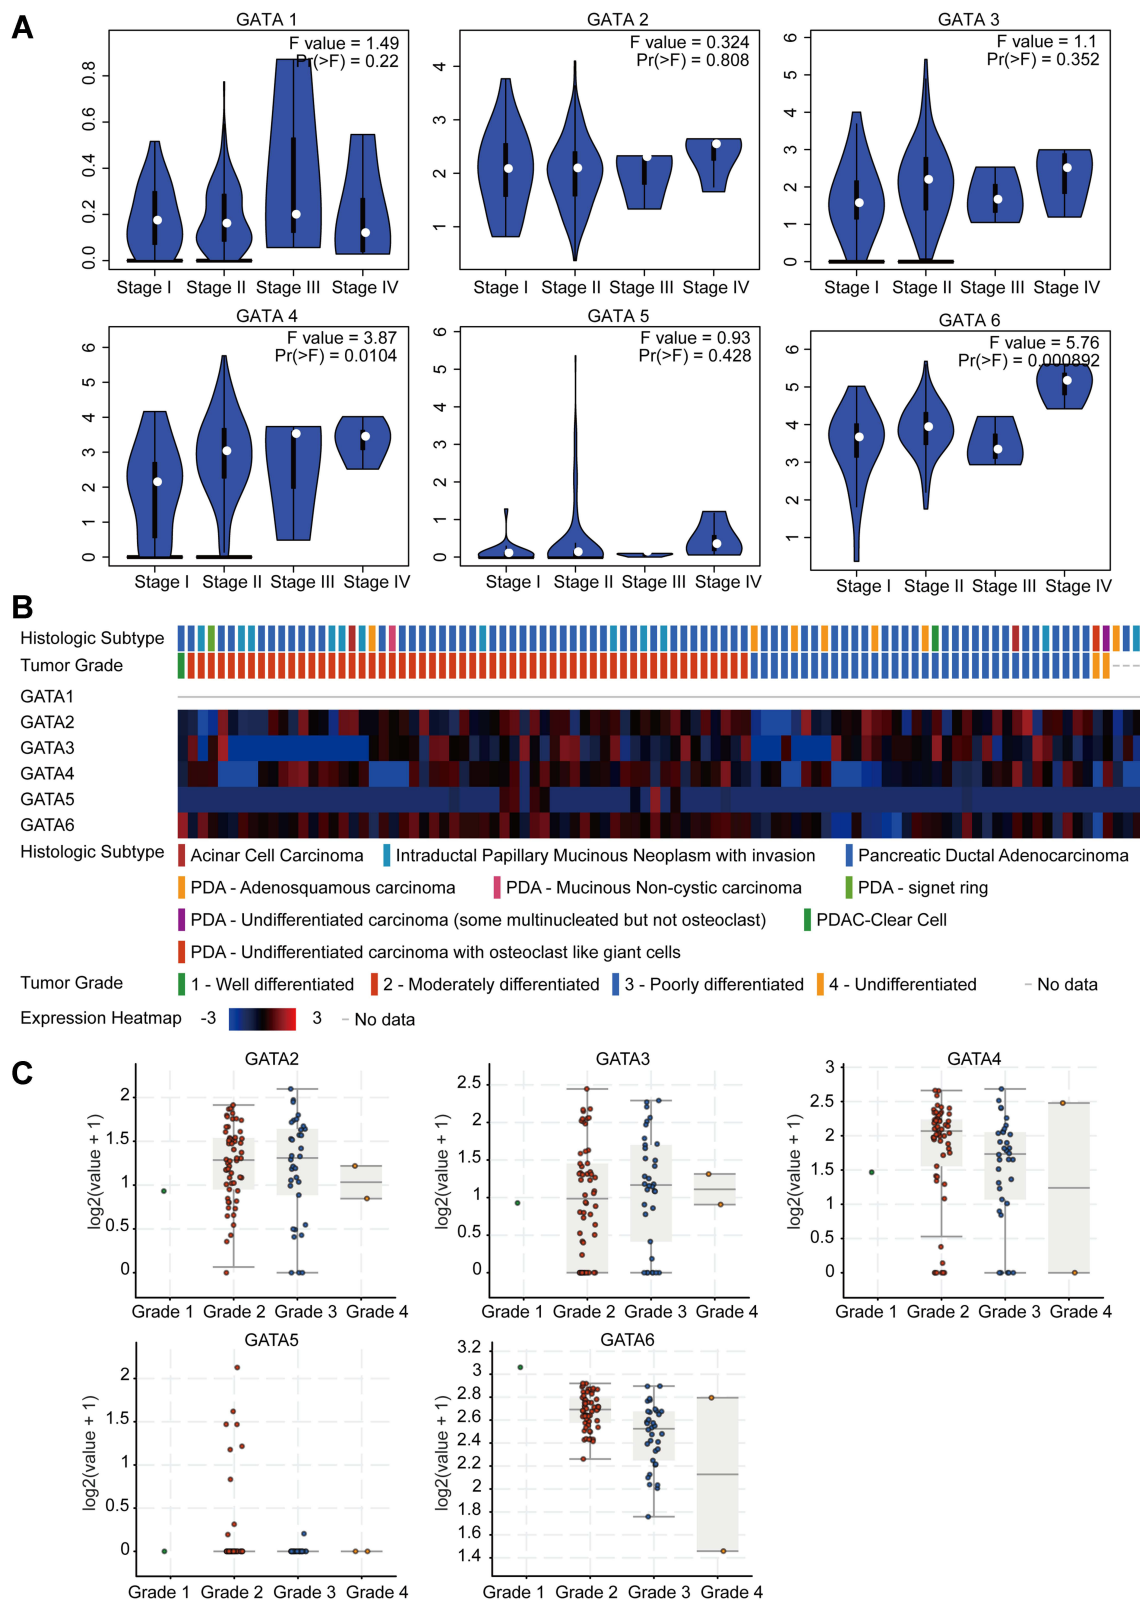 A
GATA 1
F value = 1.49
Pr(>F) = 0.22
0.8
0.6
0.4
0.2
0.0
Stage I Stage II Stage III Stage IV
GATA 2
F value = 0.324
Pr(>F) = 0.808
4
3
2
1
Stage I Stage II Stage III Stage IV
GATA 3
F value = 1.1
Pr(>F) = 0.352
6
5
4
3
2
1
0
Stage I Stage II Stage III Stage IV
GATA 4
F value = 3.87
Pr(>F) = 0.0104
6
5
4
3
2
1
0
Stage I Stage II Stage III Stage IV
GATA 5
F value = 0.93
Pr(>F) = 0.428
6
5
4
3
2
1
0
Stage I Stage II Stage III Stage IV
GATA 6
F value = 5.76
Pr(>F) = 0.000892
6
5
4
3
2
1
Stage I Stage II Stage III Stage IV
B
Histologic Subtype
Tumor Grade
GATA1
GATA2
GATA3
GATA4
GATA5
GATA6
Histologic Subtype Acinar Cell Carcinoma Intraductal Papillary Mucinous Neoplasm with invasion Pancreatic Ductal Adenocarcinoma
PDA - Adenosquamous carcinoma PDA - Mucinous Non-cystic carcinoma PDA - signet ring
PDA - Undifferentiated carcinoma (some multinucleated but not osteoclast) PDAC-Clear Cell
PDA - Undifferentiated carcinoma with osteoclast like giant cells
Tumor Grade 1 - Well differentiated 2 - Moderately differentiated 3 - Poorly differentiated 4 - Undifferentiated No data
Expression Heatmap -3 3 No data
C
GATA2
log2(value + 1)
2
1.5
1
0.5
0
Grade 1 Grade 2 Grade 3 Grade 4
GATA3
log2(value + 1)
2.5
2
1.5
1
0.5
0
Grade 1 Grade 2 Grade 3 Grade 4
GATA4
log2(value + 1)
3
2.5
2
1.5
1
0.5
0
Grade 1 Grade 2 Grade 3 Grade 4
GATA5
log2(value + 1)
2
1.5
1
0.5
0
Grade 1 Grade 2 Grade 3 Grade 4
GATA6
log2(value + 1)
3.2
3
2.8
2.6
2.4
2.2
2
1.8
1.6
1.4
Grade 1 Grade 2 Grade 3 Grade 4